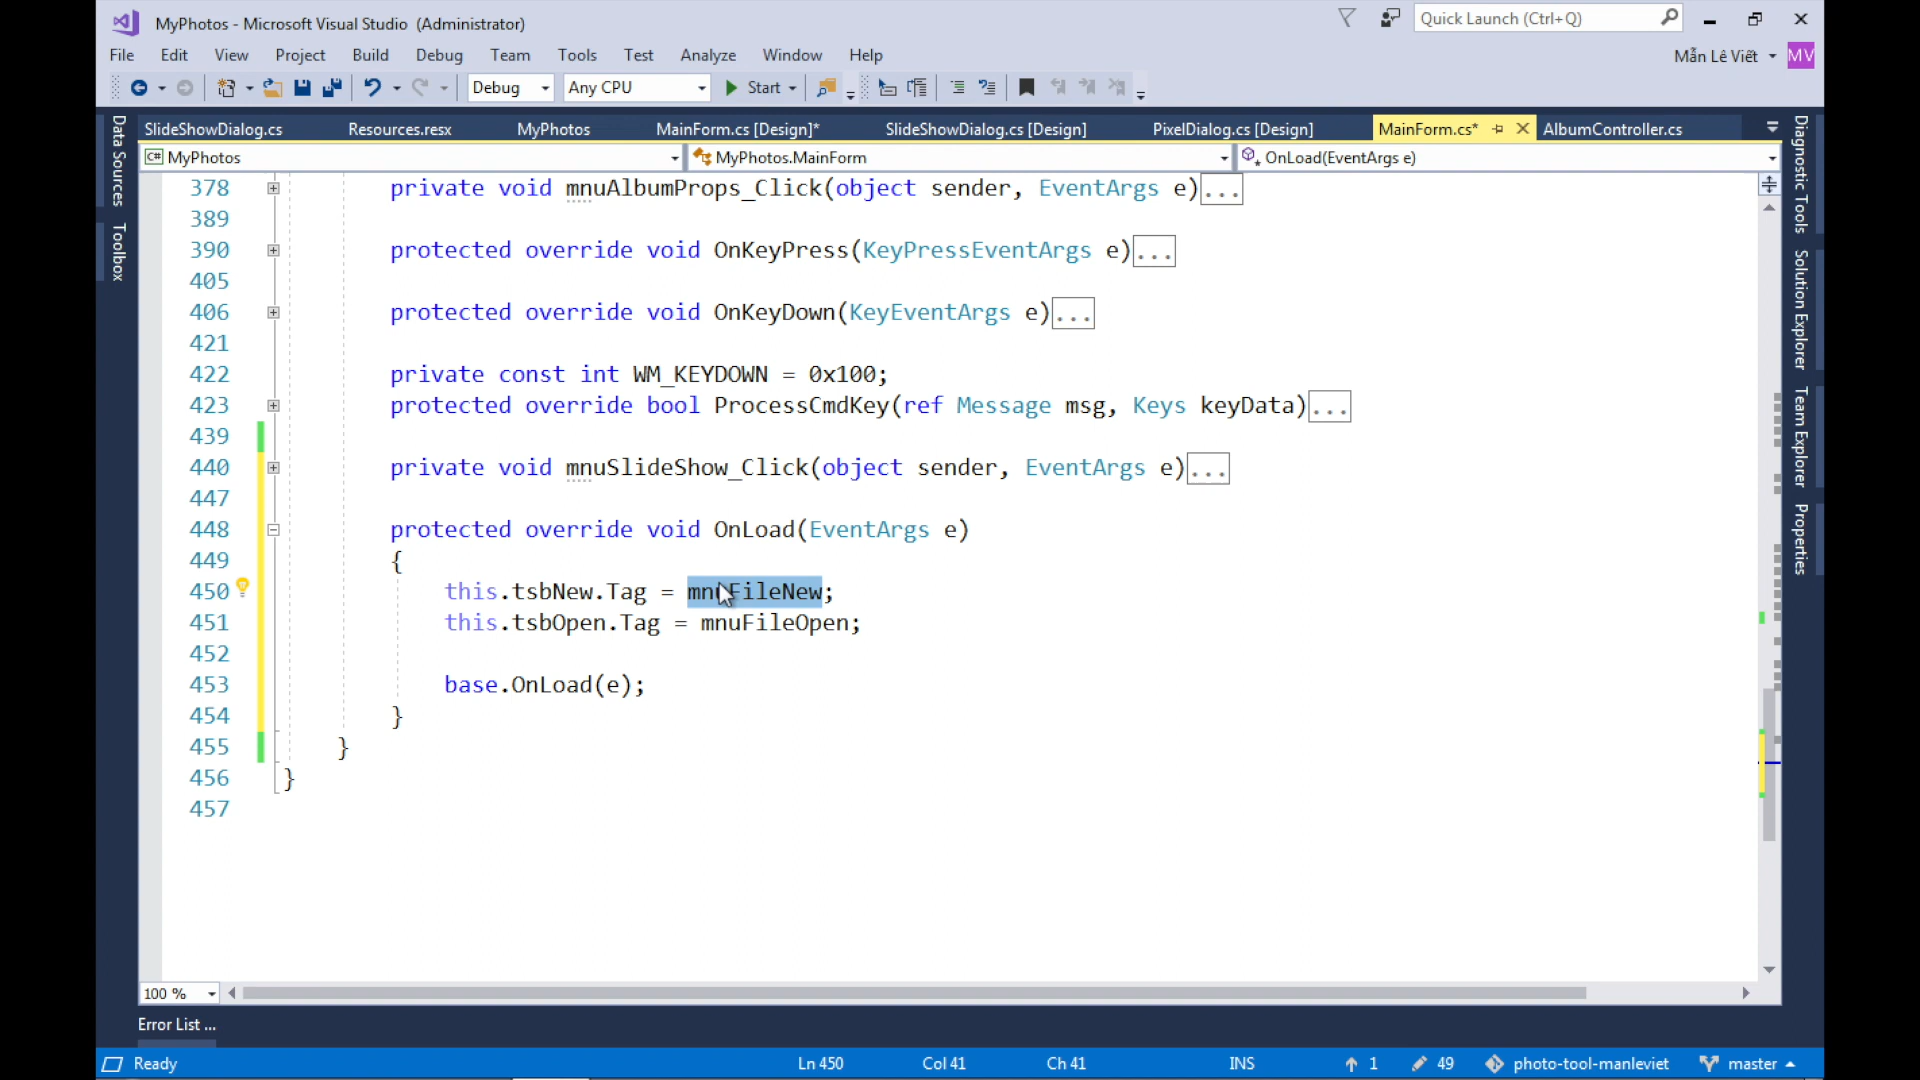 MyPhotos - Microsoft Visual Studio (Administrator)
Quick Launch (Ctrl+Q)
File Edit View Project Build Debug Team Tools Test Analyze Window Help
Mẫn Lê Viết MV
Debug Any CPU Start
SlideShowDialog.cs Resources.resx MyPhotos MainForm.cs [Design]* SlideShowDialog.cs [Design] PixelDialog.cs [Design] MainForm.cs* AlbumController.cs
C# MyPhotos MyPhotos.MainForm OnLoad(EventArgs e)
Data Sources
Toolbox
378 private void mnuAlbumProps_Click(object sender, EventArgs e)...
389
390 protected override void OnKeyPress(KeyPressEventArgs e)...
405
406 protected override void OnKeyDown(KeyEventArgs e)...
421
422 private const int WM_KEYDOWN = 0x100;
423 protected override bool ProcessCmdKey(ref Message msg, Keys keyData)...
439
440 private void mnuSlideShow_Click(object sender, EventArgs e)...
447
448 protected override void OnLoad(EventArgs e)
449 {
450 this.tsbNew.Tag = mnuFileNew;
451 this.tsbOpen.Tag = mnuFileOpen;
452
453 base.OnLoad(e);
454 }
455 }
456 }
457
Diagnostic Tools
Solution Explorer
Team Explorer
Properties
100 %
Error List ...
Ready Ln 450 Col 41 Ch 41 INS 1 49 photo-tool-manleviet master